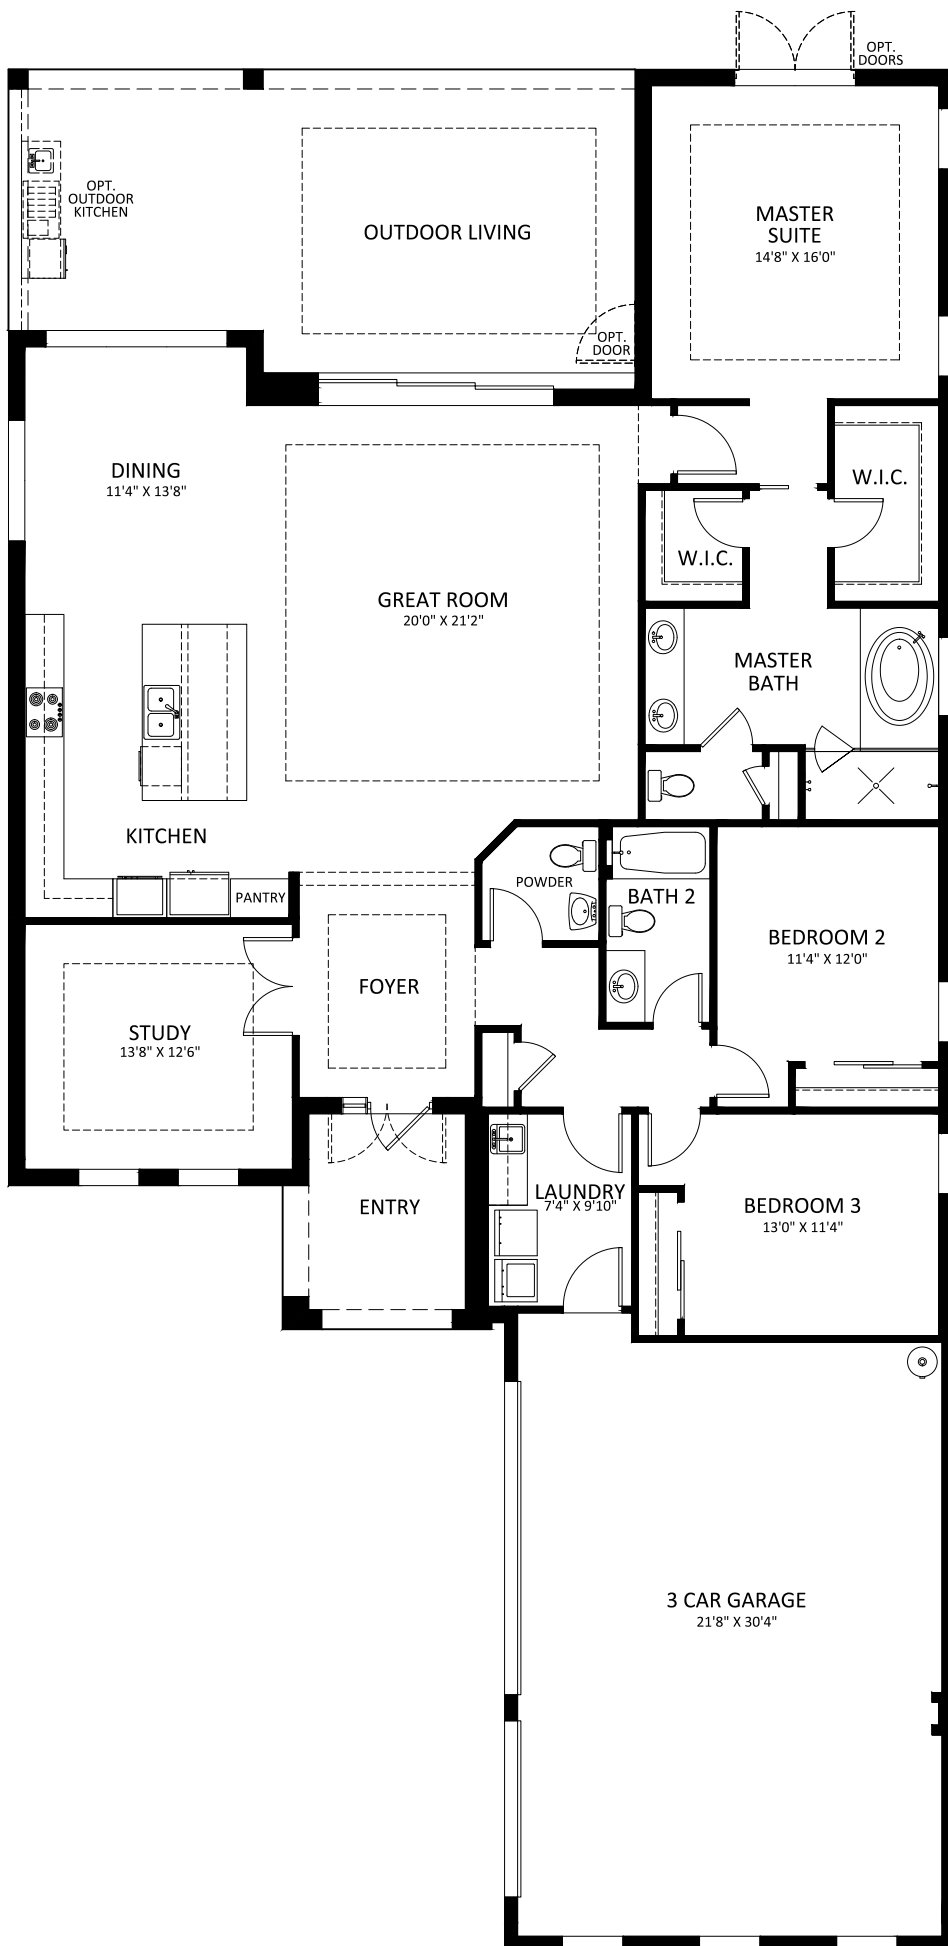 OPT.
DOORS
OPT.
OUTDOOR
KITCHEN
OUTDOOR LIVING
MASTER
SUITE
14'8" X 16'0"
OPT.
DOOR
DINING
11'4" X 13'8"
W.I.C.
W.I.C.
GREAT ROOM
20'0" X 21'2"
MASTER
BATH
KITCHEN
PANTRY
POWDER
BATH 2
BEDROOM 2
11'4" X 12'0"
FOYER
STUDY
13'8" X 12'6"
ENTRY
LAUNDRY
7'4" X 9'10"
BEDROOM 3
13'0" X 11'4"
3 CAR GARAGE
21'8" X 30'4"